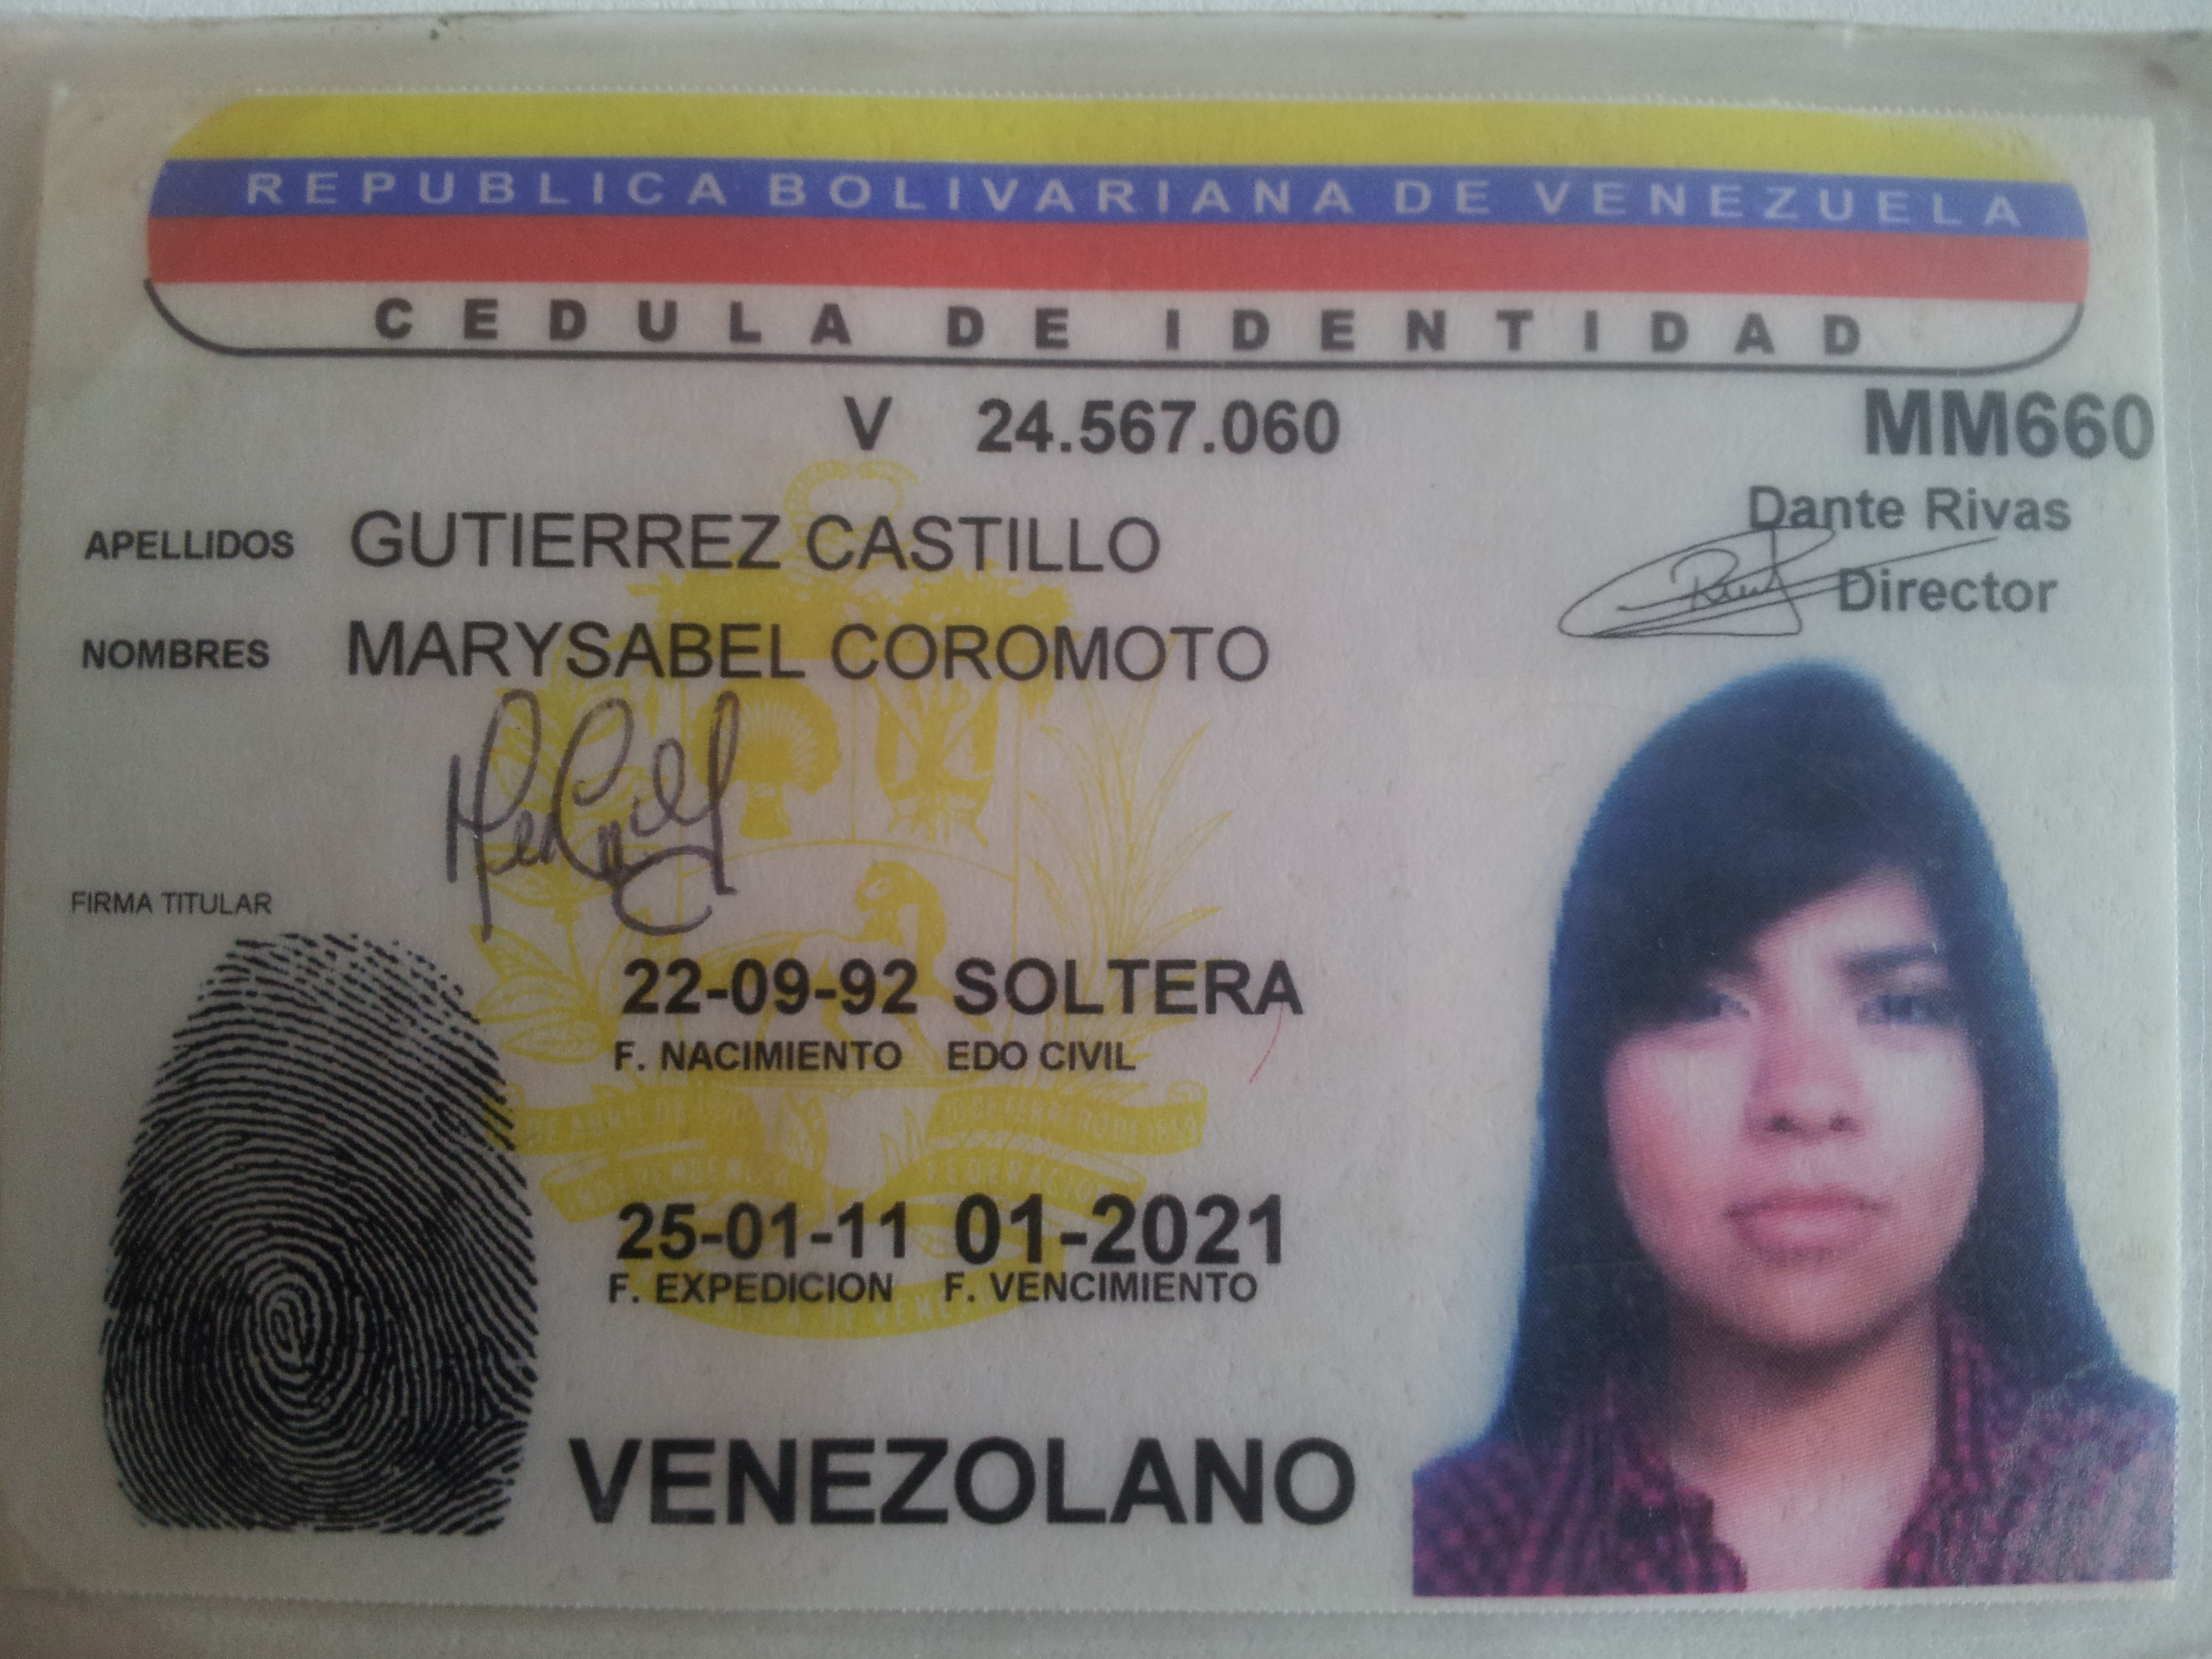 REPUBLICA BOLIVARIANA DE VENEZUELA
CEDULA DE IDENTIDAD
V 24.567.060 MM660
APELLIDOS GUTIERREZ CASTILLO
Dante Rivas
NOMBRES MARYSABEL COROMOTO
Director
FIRMA TITULAR
22-09-92 SOLTERA
F. NACIMIENTO EDO CIVIL
25-01-11 01-2021
F. EXPEDICION F. VENCIMIENTO
VENEZOLANO